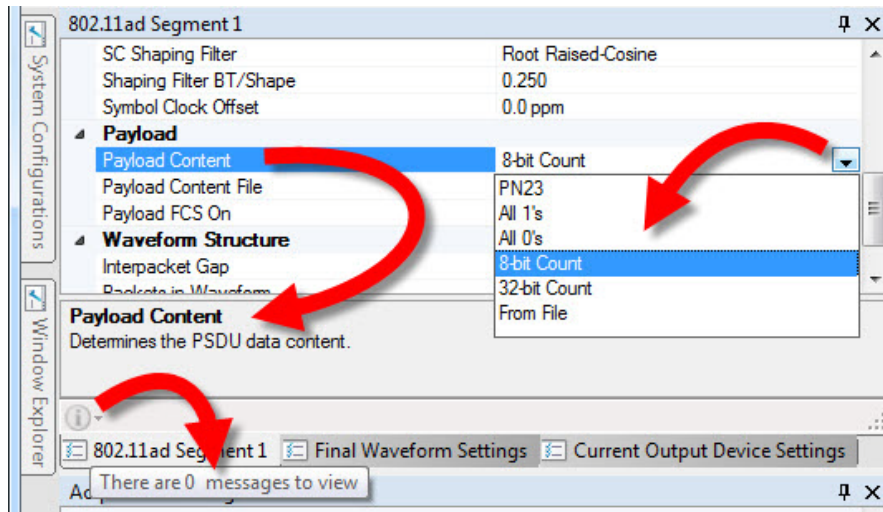 802.11ad Segment 1
System Configurations
SC Shaping Filter Root Raised-Cosine
Shaping Filter BT/Shape 0.250
Symbol Clock Offset 0.0 ppm
Payload
Payload Content 8-bit Count
Payload Content File PN23
Payload FCS On All 1's
Waveform Structure All 0's
Interpacket Gap 8-bit Count
Packets in Waveform 32-bit Count
From File
Window Explorer
Payload Content
Determines the PSDU data content.
802.11ad Segment 1 Final Waveform Settings Current Output Device Settings
There are 0 messages to view